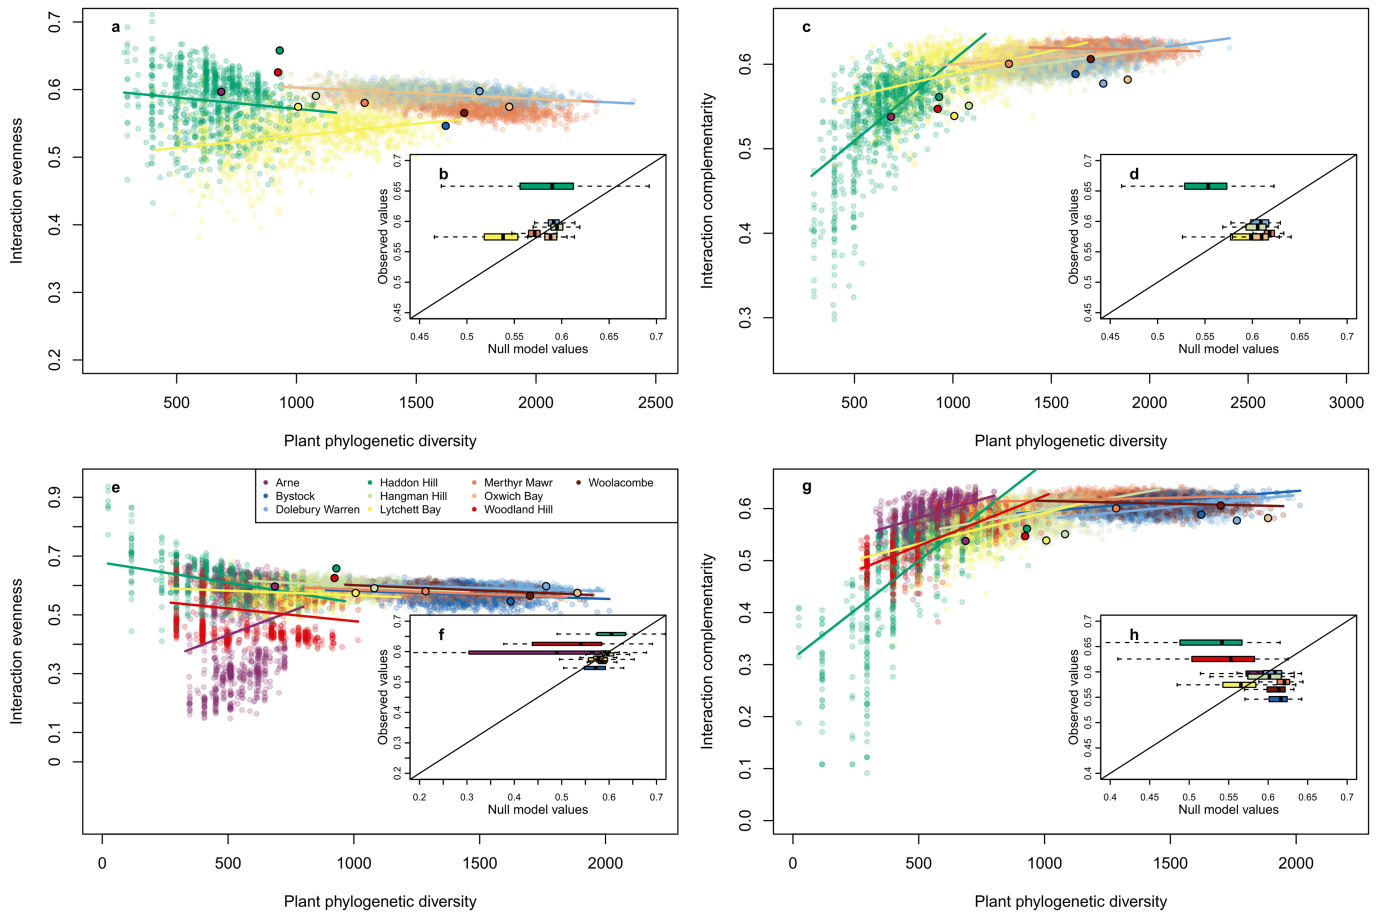 a
Interaction evenness
0.7
0.6
0.5
0.4
0.3
0.2
500
1000
1500
2000
2500
Plant phylogenetic diversity
b
Observed values
0.7
0.65
0.6
0.55
0.5
0.45
0.45
0.5
0.55
0.6
0.65
0.7
Null model values
c
Interaction complementarity
0.6
0.5
0.4
0.3
500
1000
1500
2000
2500
3000
Plant phylogenetic diversity
d
Observed values
0.7
0.65
0.6
0.55
0.5
0.45
0.45
0.5
0.55
0.6
0.65
0.7
Null model values
e
Arne
Bystock
Dolebury Warren
Haddon Hill
Hangman Hill
Lytchett Bay
Merthyr Mawr
Oxwich Bay
Woodland Hill
Woolacombe
Interaction evenness
0.9
0.7
0.5
0.3
0.1
0
0
500
1000
1500
2000
Plant phylogenetic diversity
f
Observed values
0.7
0.6
0.5
0.4
0.3
0.2
0.2
0.3
0.4
0.5
0.6
0.7
Null model values
g
Interaction complementarity
0.6
0.5
0.4
0.3
0.2
0.1
0.0
0
500
1000
1500
2000
Plant phylogenetic diversity
h
Observed values
0.7
0.65
0.6
0.55
0.5
0.45
0.4
0.4
0.45
0.5
0.55
0.6
0.65
0.7
Null model values